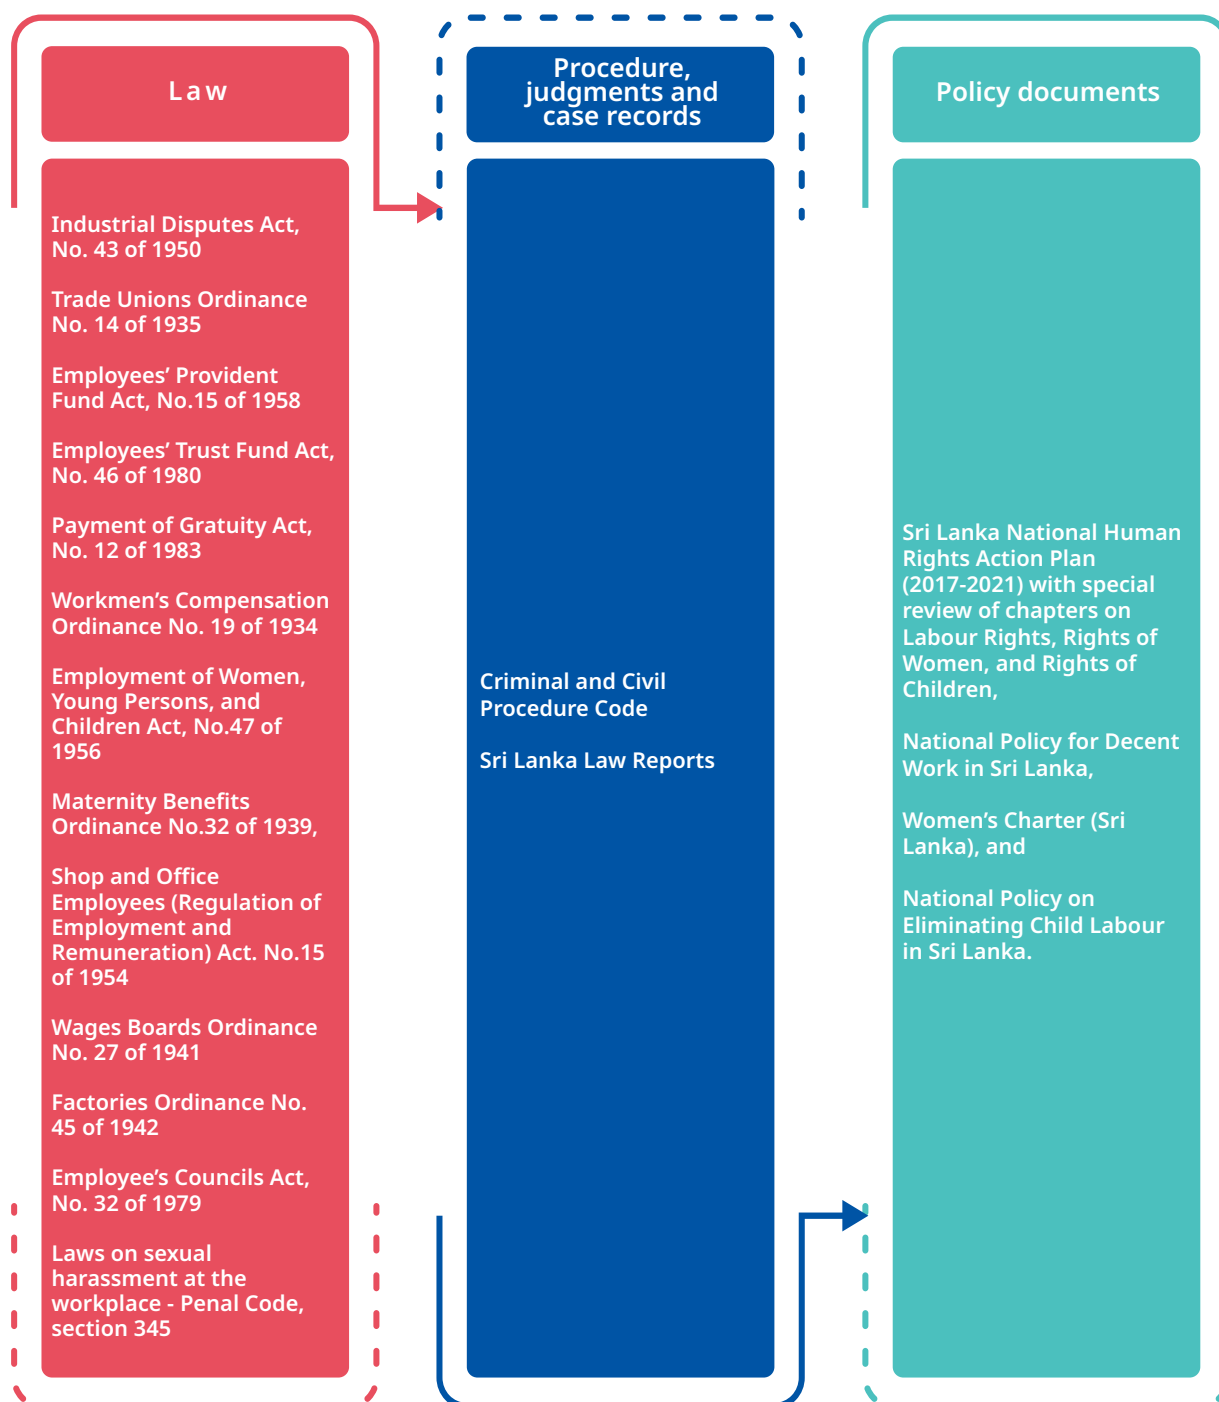 Law
Industrial Disputes Act,
No. 43 of 1950
Trade Unions Ordinance
No. 14 of 1935
Employees’ Provident
Fund Act, No.15 of 1958
Employees’ Trust Fund Act,
No. 46 of 1980
Payment of Gratuity Act,
No. 12 of 1983
Workmen’s Compensation
Ordinance No. 19 of 1934
Employment of Women,
Young Persons, and
Children Act, No.47 of
1956
Maternity Benefits
Ordinance No.32 of 1939,
Shop and Office
Employees (Regulation of
Employment and
Remuneration) Act. No.15
of 1954
Wages Boards Ordinance
No. 27 of 1941
Factories Ordinance No.
45 of 1942
Employee’s Councils Act,
No. 32 of 1979
Laws on sexual
harassment at the
workplace - Penal Code,
section 345
Procedure,
judgments and
case records
Criminal and Civil
Procedure Code
Sri Lanka Law Reports
Policy documents
Sri Lanka National Human
Rights Action Plan
(2017-2021) with special
review of chapters on
Labour Rights, Rights of
Women, and Rights of
Children,
National Policy for Decent
Work in Sri Lanka,
Women’s Charter (Sri
Lanka), and
National Policy on
Eliminating Child Labour
in Sri Lanka.